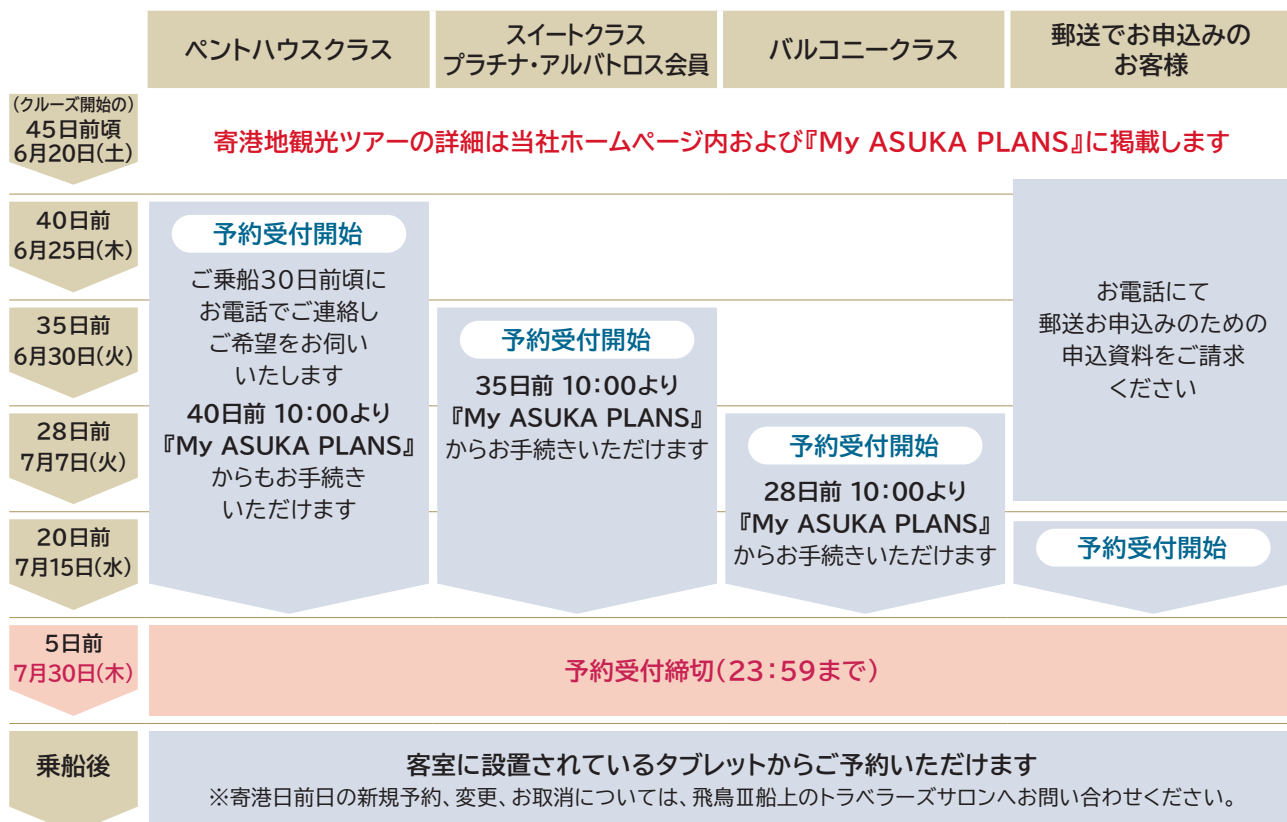 ペントハウスクラス
スイートクラス
プラチナ・アルバトロス会員
バルコニークラス
郵送でお申込みの
お客様
(クルーズ開始の)
45日前頃
6月20日(土)
寄港地観光ツアーの詳細は当社ホームページ内および『My ASUKA PLANS』に掲載します
40日前
6月25日(木)
35日前
6月30日(火)
28日前
7月7日(火)
20日前
7月15日(水)
予約受付開始
ご乗船30日前頃に
お電話でご連絡し
ご希望をお伺い
いたします
40日前 10:00より
『My ASUKA PLANS』
からもお手続き
いただけます
予約受付開始
35日前 10:00より
『My ASUKA PLANS』
からお手続きいただけます
予約受付開始
28日前 10:00より
『My ASUKA PLANS』
からお手続きいただけます
お電話にて
郵送お申込みのための
申込資料をご請求
ください
予約受付開始
5日前
7月30日(木)
予約受付締切(23:59まで)
乗船後
客室に設置されているタブレットからご予約いただけます
※寄港日前日の新規予約、変更、お取消については、飛鳥Ⅲ船上のトラベラーズサロンへお問い合わせください。